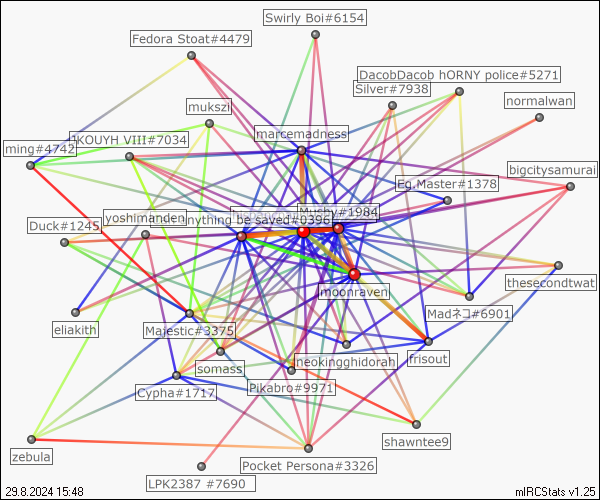 Swirly Boi#6154
Fedora Stoat#4479
DacobDacob hORNY police#5271
Silver#7938
mukszi
normalwan
marcemadness
KOUYH VIII#7034
ming#4742
bigcitysamurai
Eg.Master#1378
Mushy#1984
yoshimanden
nything be saved#0396
Duck#1245
thesecondtwat
moonraven
Madネコ#6901
eliakith
Majestic#3375
frisout
neokingghidorah
somass
Pikabro#9971
Cypha#1717
shawntee9
zebula
Pocket Persona#3326
LPK2387 #7690
29.8.2024 15:48
mIRCStats v1.25